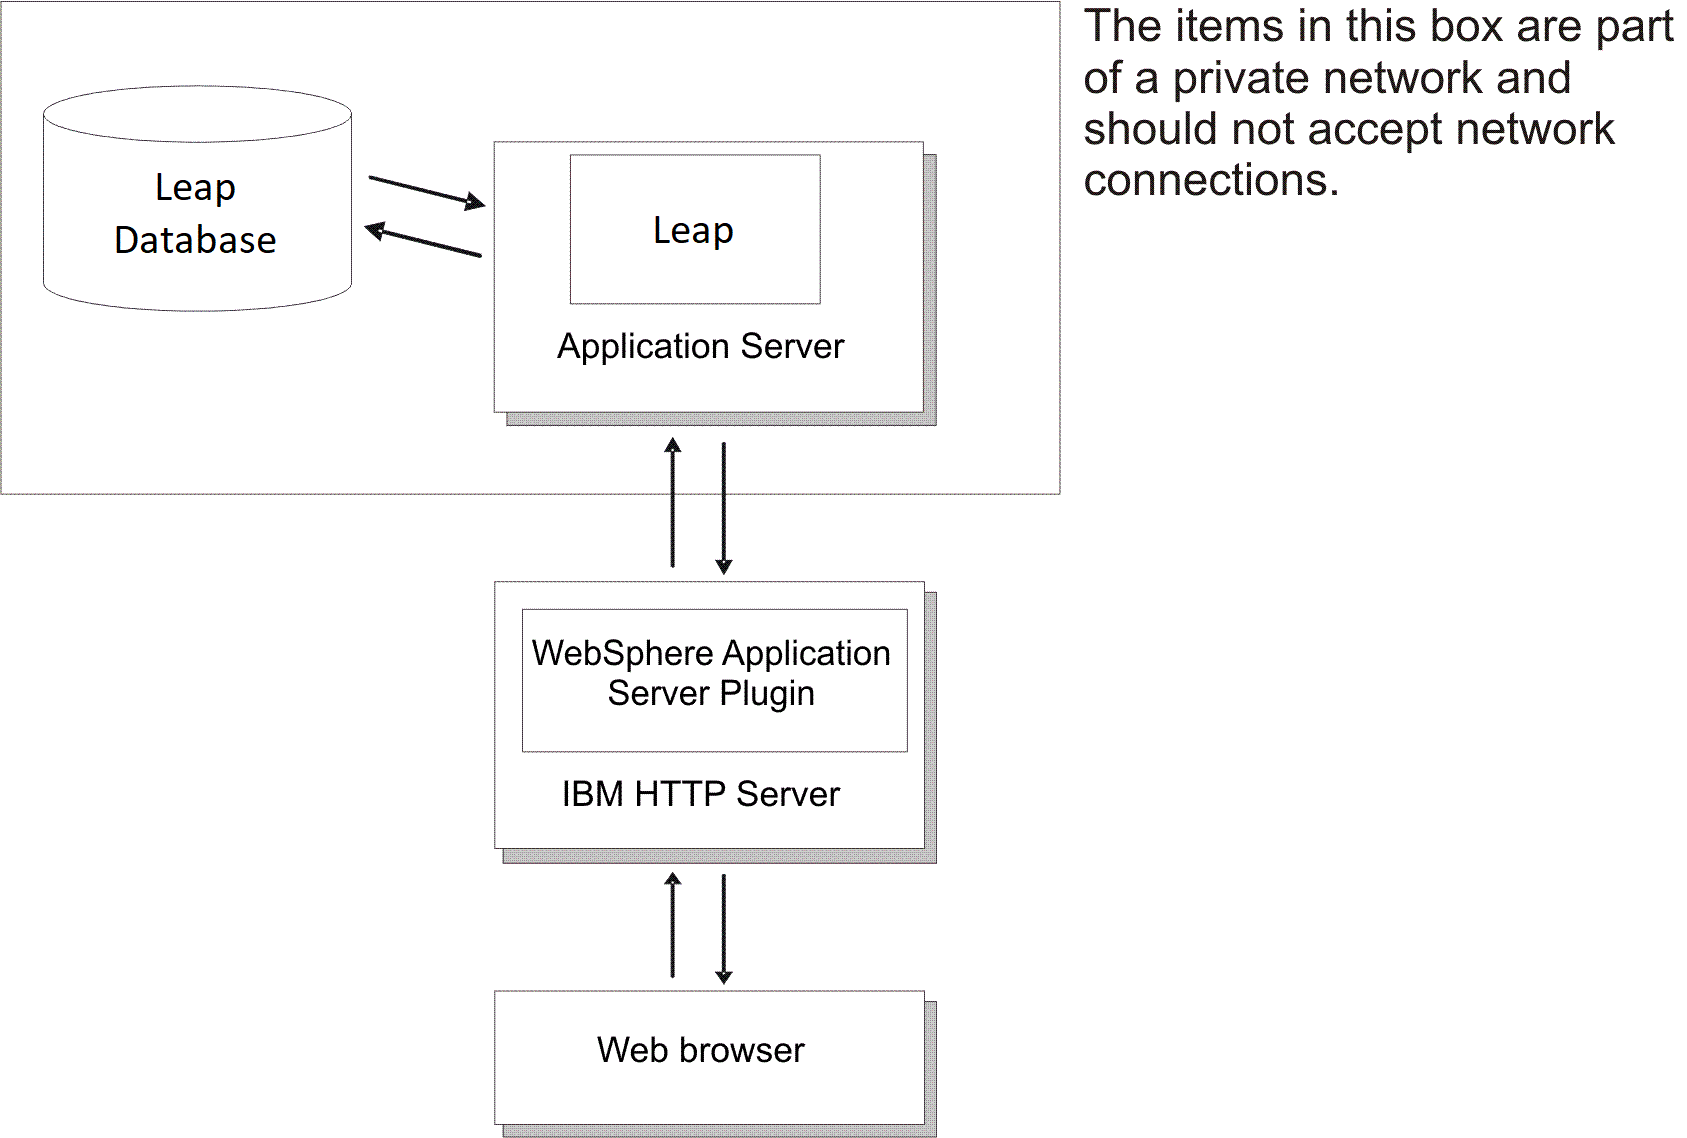 The items in this box are part
of a private network and
should not accept network
connections.
Leap
Database
Leap
Application Server
WebSphere Application
Server Plugin
IBM HTTP Server
Web browser